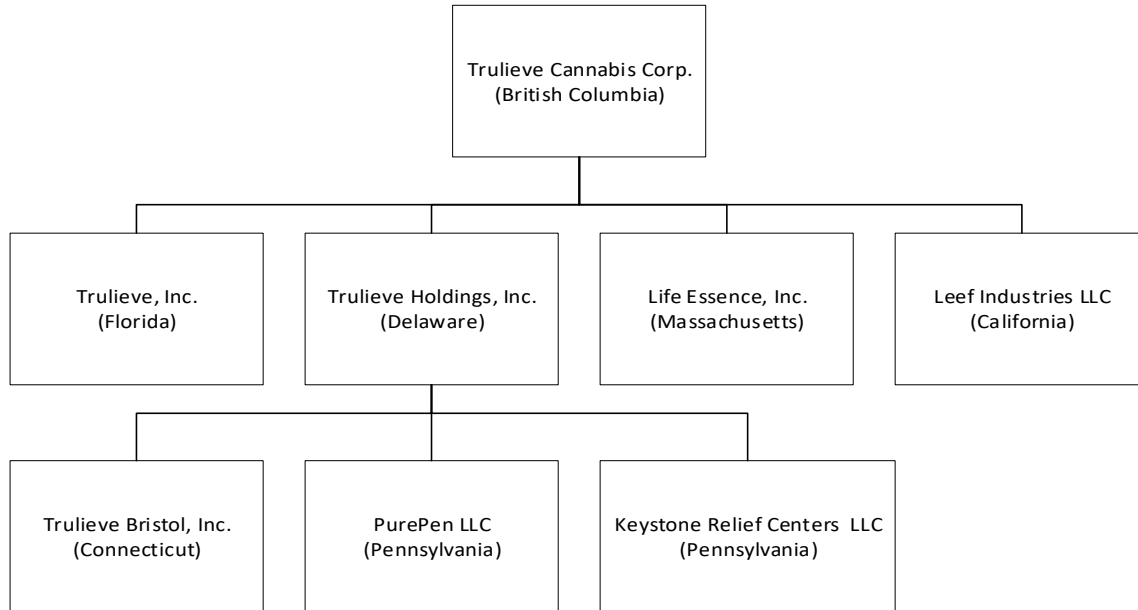 Trulieve Cannabis Corp.
(British Columbia)
Trulieve, Inc.
(Florida)
Trulieve Holdings, Inc.
(Delaware)
Life Essence, Inc.
(Massachusetts)
Leef Industries LLC
(California)
Trulieve Bristol, Inc.
(Connecticut)
PurePen LLC
(Pennsylvania)
Keystone Relief Centers LLC
(Pennsylvania)